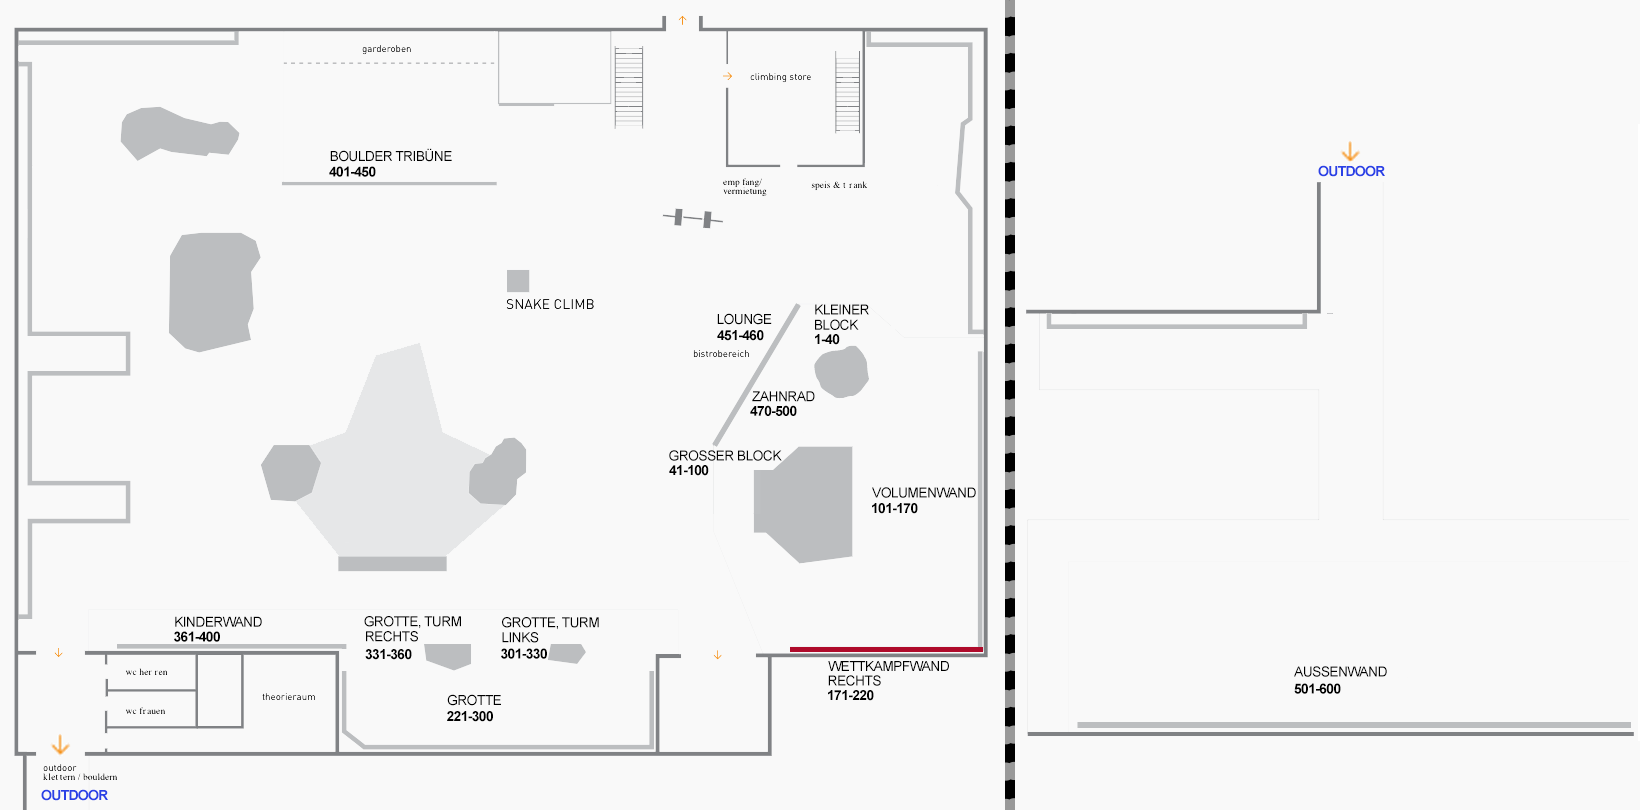 garderoben
climbing store
BOULDER TRIBÜNE
401-450
emp fang/
vermietung
speis & t rank
OUTDOOR
SNAKE CLIMB
LOUNGE
451-460
bistrobereich
KLEINER
BLOCK
1-40
ZAHNRAD
470-500
GROSSER BLOCK
41-100
VOLUMENWAND
101-170
KINDERWAND
361-400
GROTTE, TURM
RECHTS
331-360
GROTTE, TURM
LINKS
301-330
WETTKAMPFWAND
RECHTS
171-220
wc her ren
wc frauen
theorieraum
GROTTE
221-300
AUSSENWAND
501-600
outdoor
klettern / bouldern
OUTDOOR